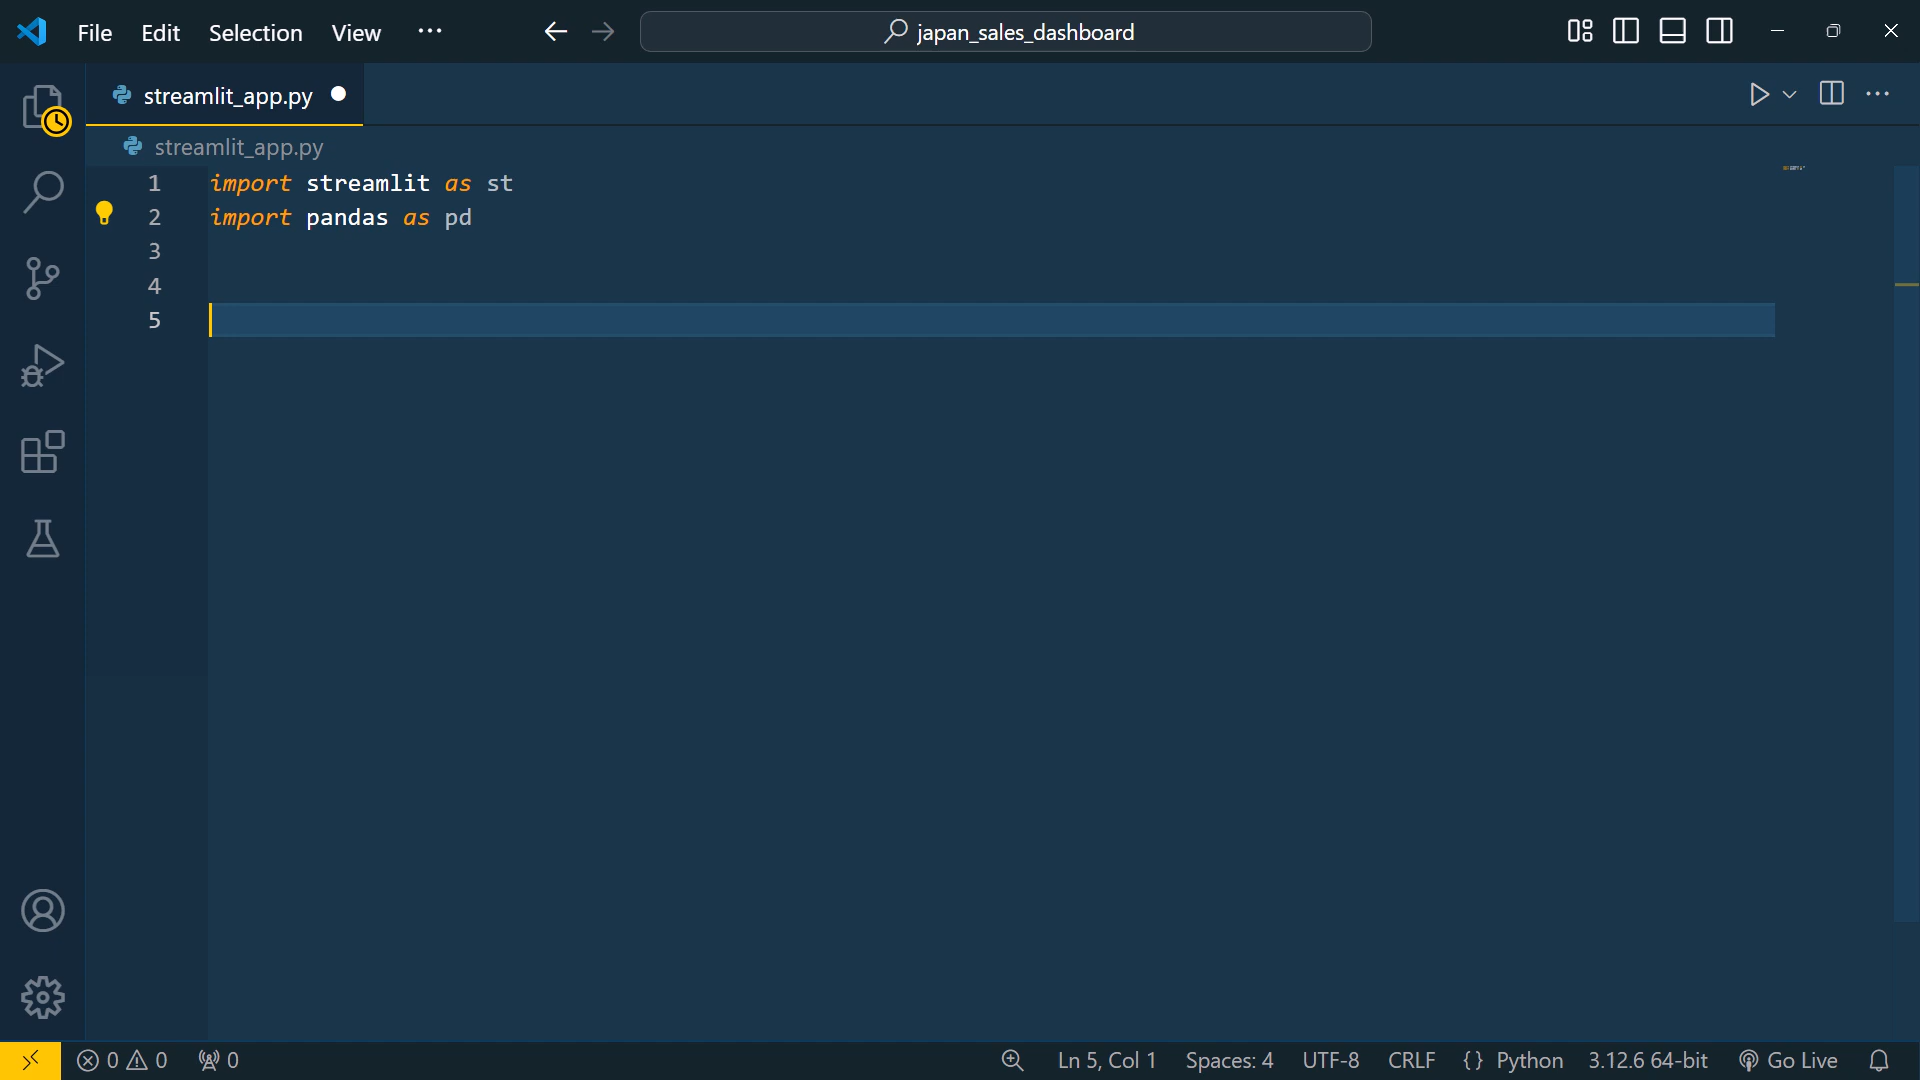 File Edit Selection View ··· japan_sales_dashboard
streamlit_app.py
streamlit_app.py
1 import streamlit as st
2 import pandas as pd
3
4
5
0 0 0 Ln 5, Col 1 Spaces: 4 UTF-8 CRLF {} Python 3.12.6 64-bit Go Live